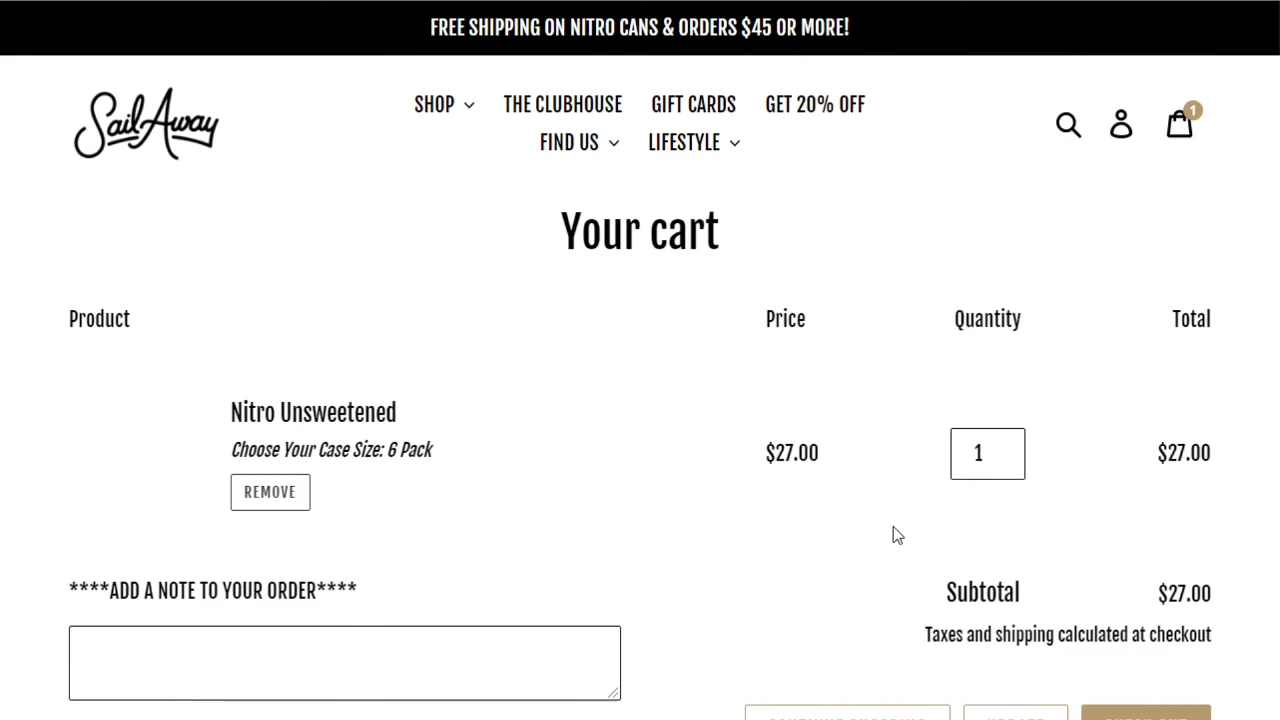 FREE SHIPPING ON NITRO CANS & ORDERS $45 OR MORE!
Sail Away
SHOP THE CLUBHOUSE GIFT CARDS GET 20% OFF
FIND US LIFESTYLE
1
Your cart
Product Price Quantity Total
Nitro Unsweetened
Choose Your Case Size: 6 Pack
$27.00 1 $27.00
REMOVE
****ADD A NOTE TO YOUR ORDER****
Subtotal $27.00
Taxes and shipping calculated at checkout